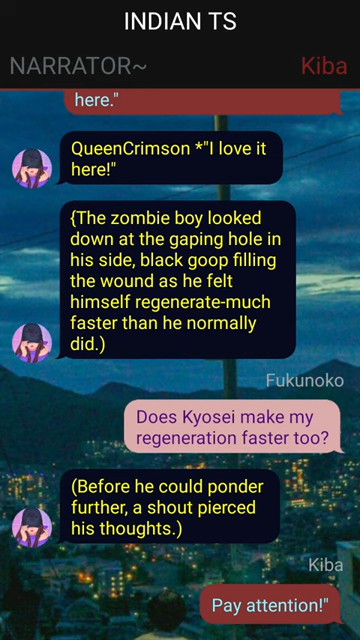 INDIAN TS
NARRATOR~
Kiba
here."
QueenCrimson *"I love it
here!"
{The zombie boy looked
down at the gaping hole in
his side, black goop filling
the wound as he felt
himself regenerate-much
faster than he normally
did.)
Fukunoko
Does Kyosei make my
regeneration faster too?
(Before he could ponder
further, a shout pierced
his thoughts.)
Kiba
Pay attention!"